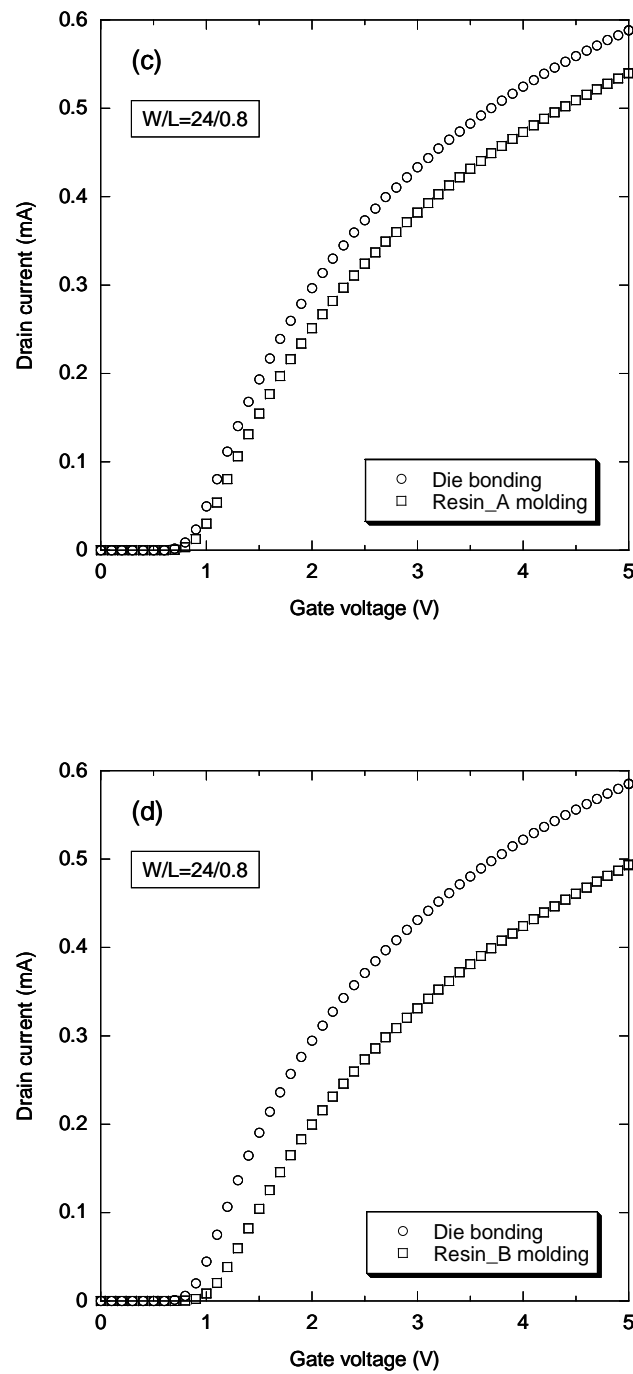 (c)
W/L=24/0.8
0.6
0.5
0.4
0.3
0.2
0.1
0
Drain current (mA)
Die bonding
Resin_A molding
0 1 2 3 4 5
Gate voltage (V)
(d)
W/L=24/0.8
0.6
0.5
0.4
0.3
0.2
0.1
0
Drain current (mA)
Die bonding
Resin_B molding
0 1 2 3 4 5
Gate voltage (V)